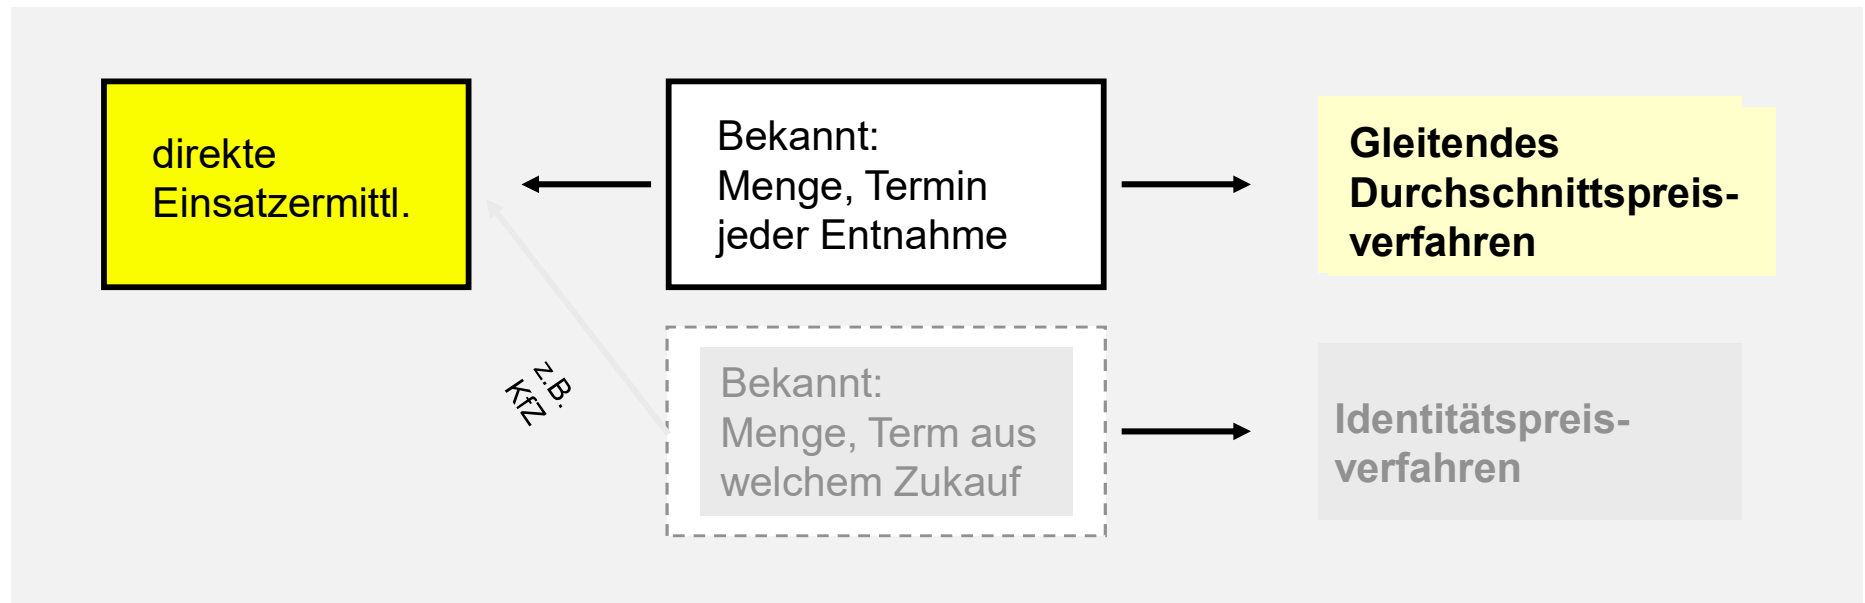 direkte
Einsatzermittl.
Bekannt:
Menge, Termin
jeder Entnahme
Gleitendes
Durchschnittspreis-
verfahren
z.B.
KfZ
Bekannt:
Menge, Term aus
welchem Zukauf
Identitätspreis-
verfahren